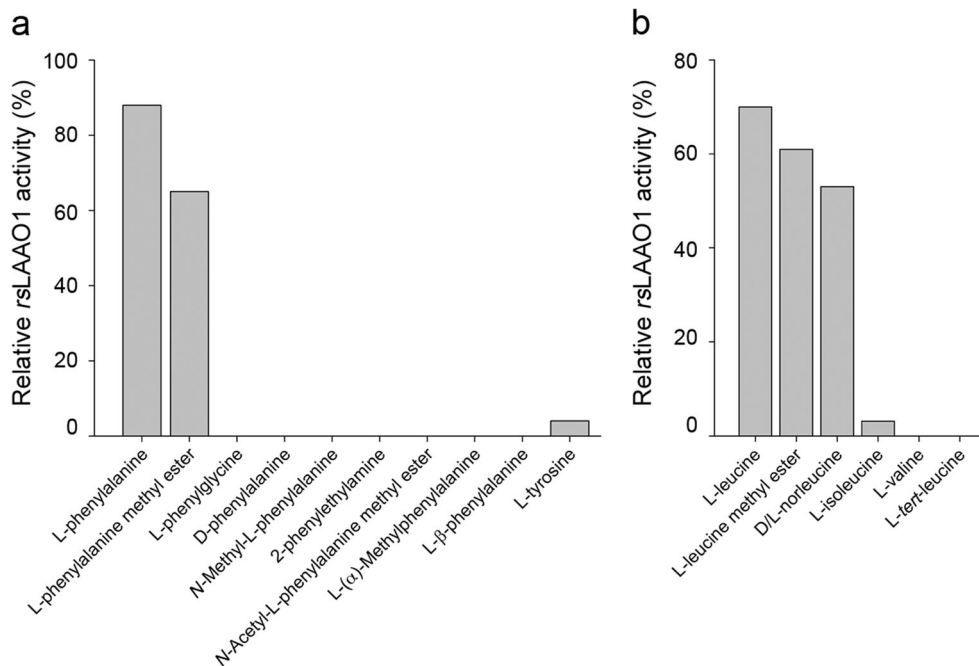 a
Relative rsLAAO1 activity (%)
100
80
60
40
20
0
L-phenylalanine
L-phenylalanine methyl ester
L-phenylglycine
D-phenylalanine
N-Methyl-L-phenylalanine
2-phenylethylamine
N-Acetyl-L-phenylalanine methyl ester
L-(α)-Methylphenylalanine
L-β-phenylalanine
L-tyrosine
b
Relative rsLAAO1 activity (%)
80
60
40
20
0
L-leucine
L-leucine methyl ester
D/L-norleucine
L-isoleucine
L-valine
L-tert-leucine